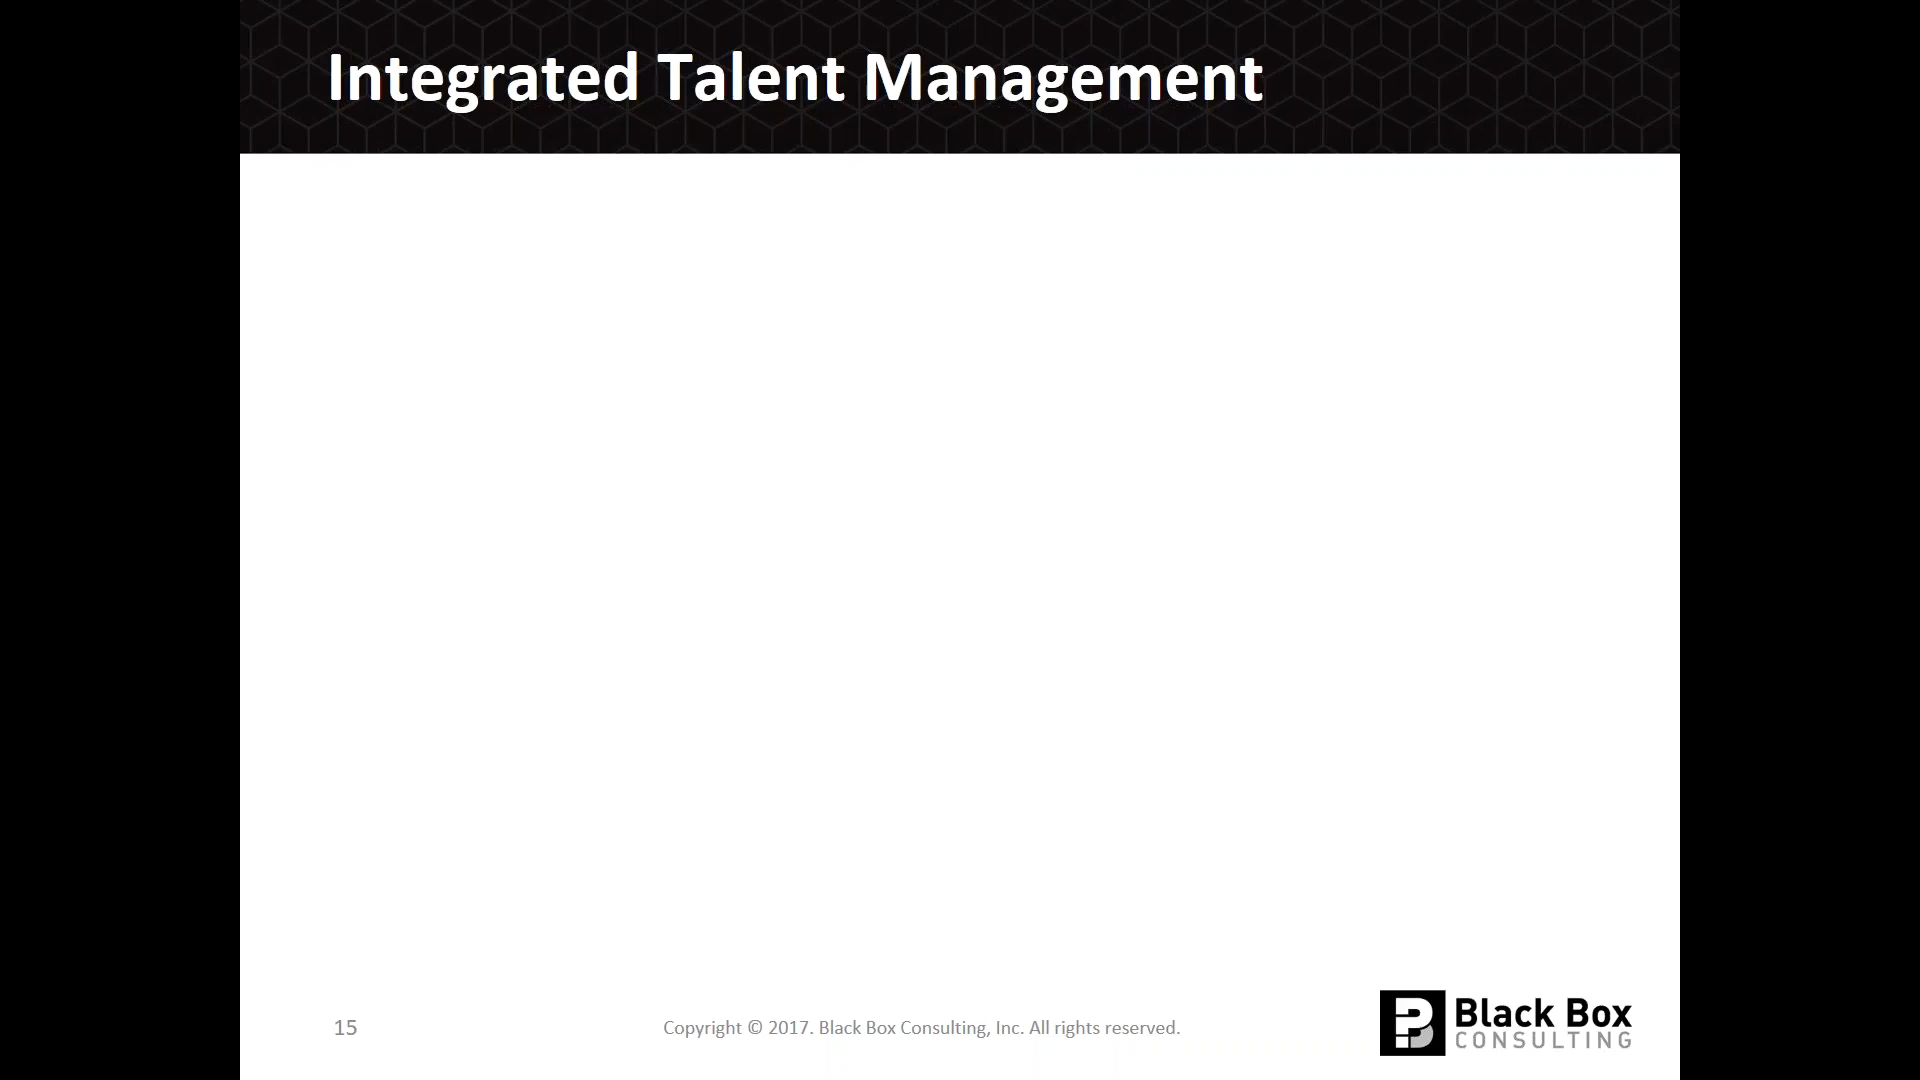 Integrated Talent Management
15
Copyright © 2017. Black Box Consulting, Inc. All rights reserved.
Black Box
CONSULTING